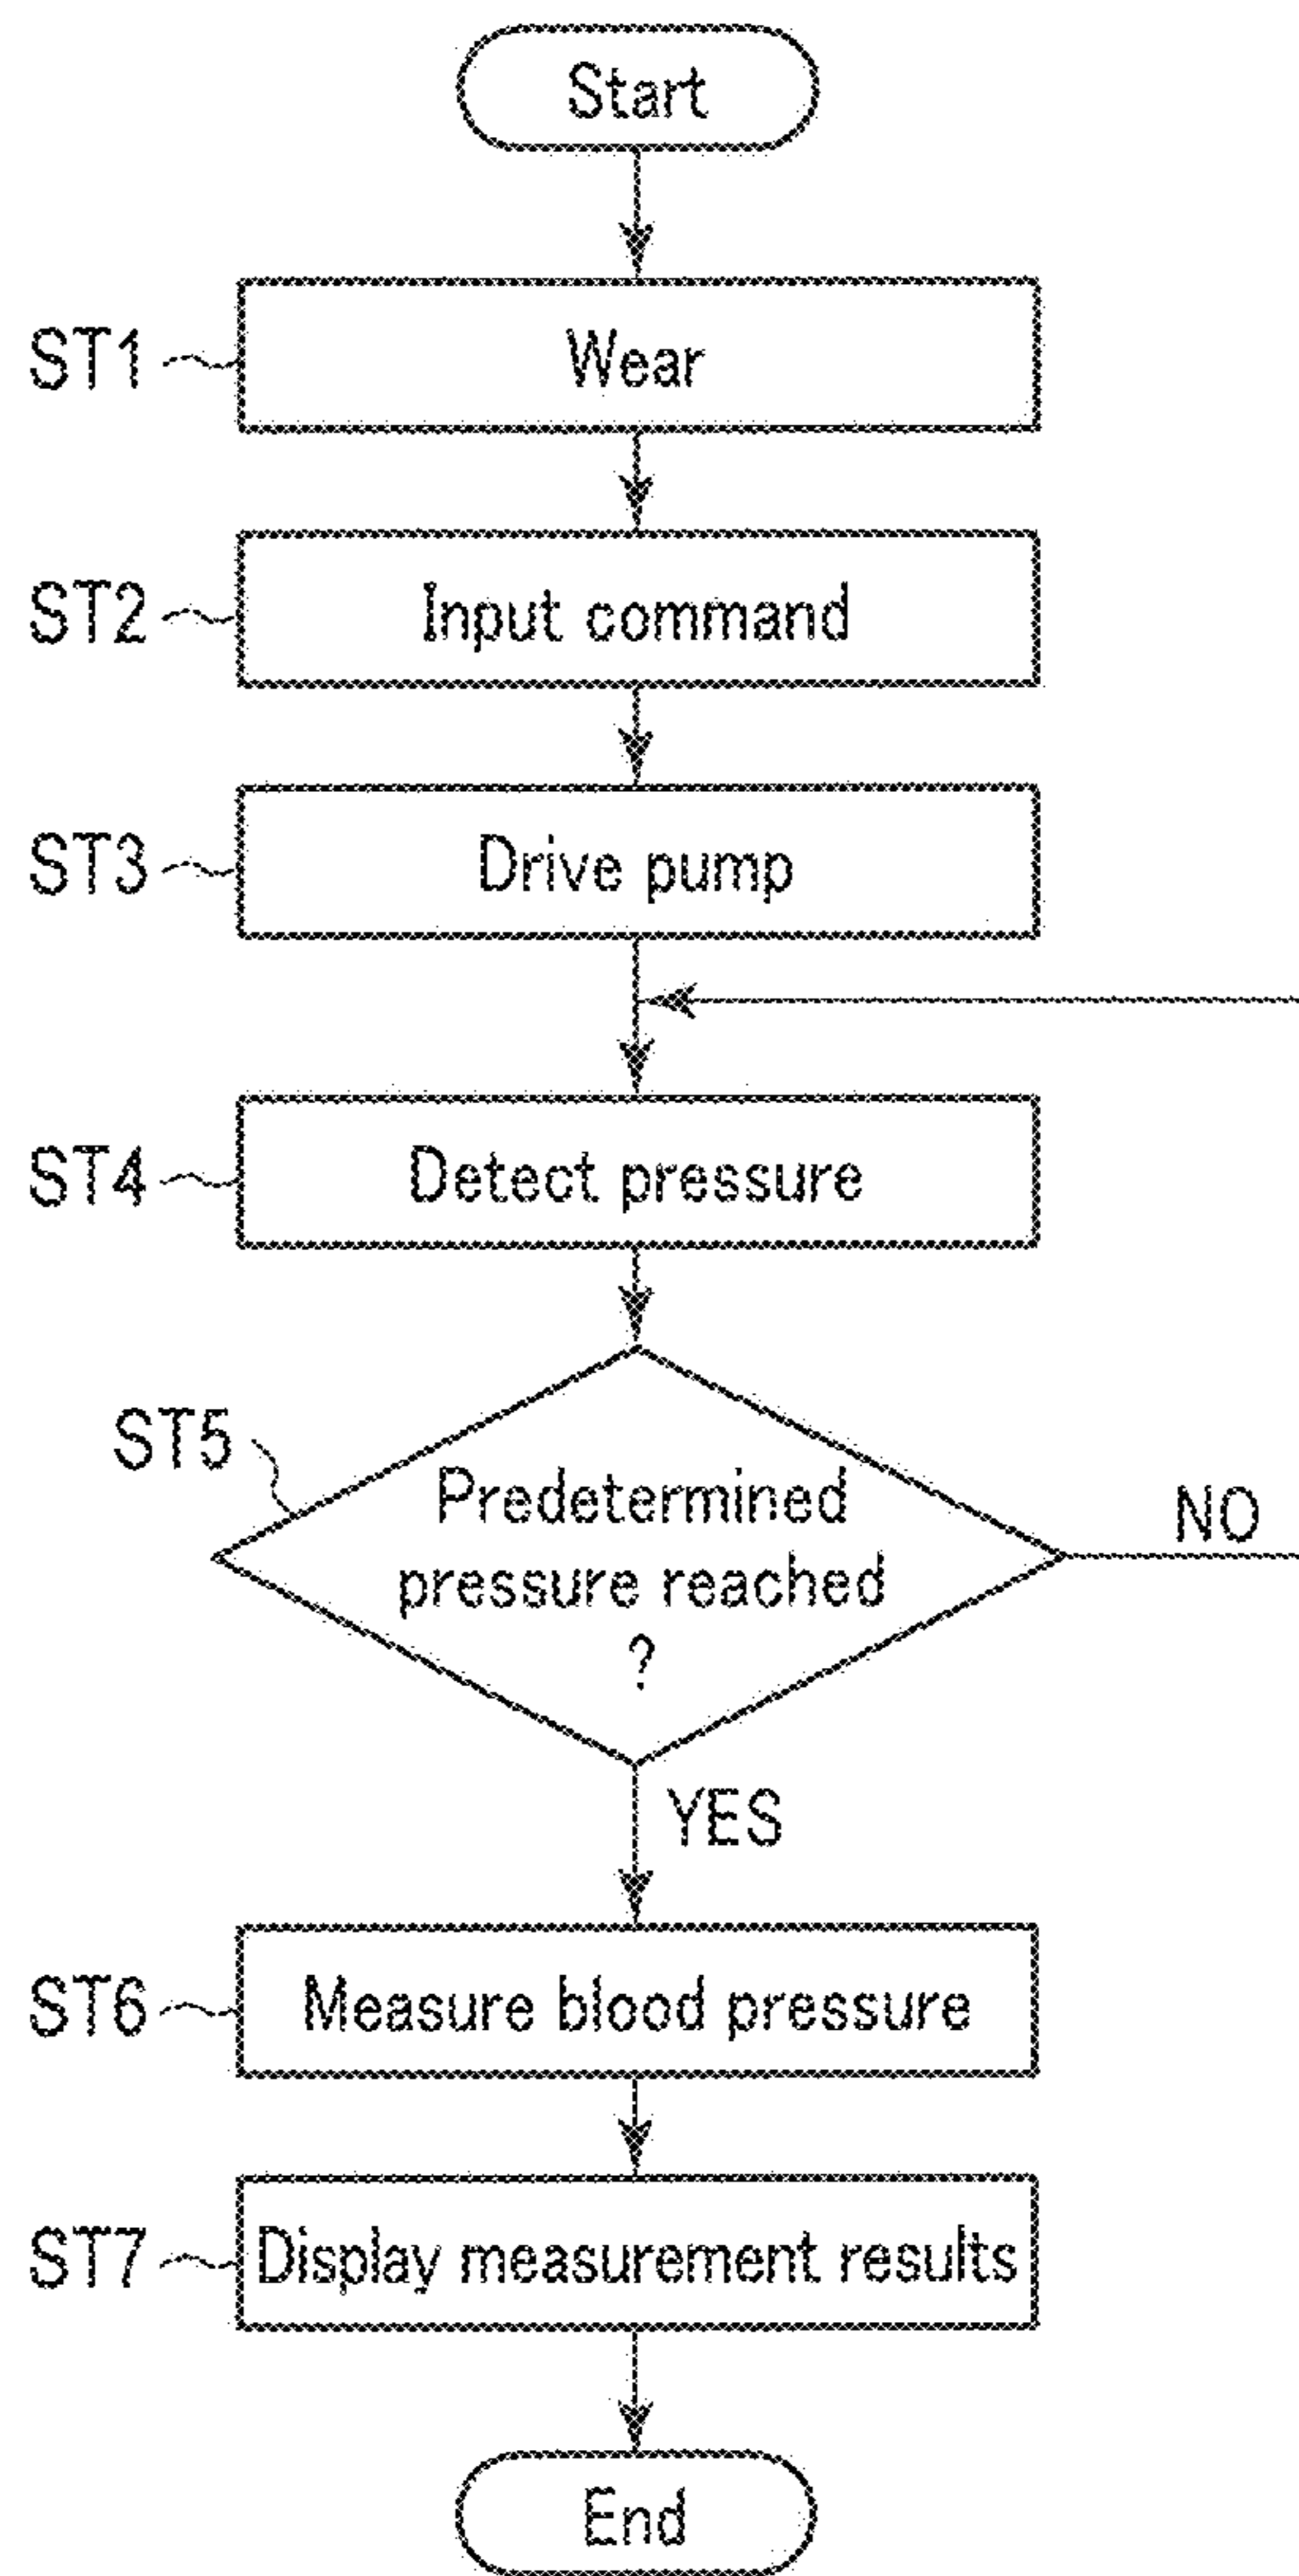 Start
ST1
Wear
ST2
Input command
ST3
Drive pump
ST4
Detect pressure
ST5
Predetermined
pressure reached
?
NO
YES
ST6
Measure blood pressure
ST7
Display measurement results
End